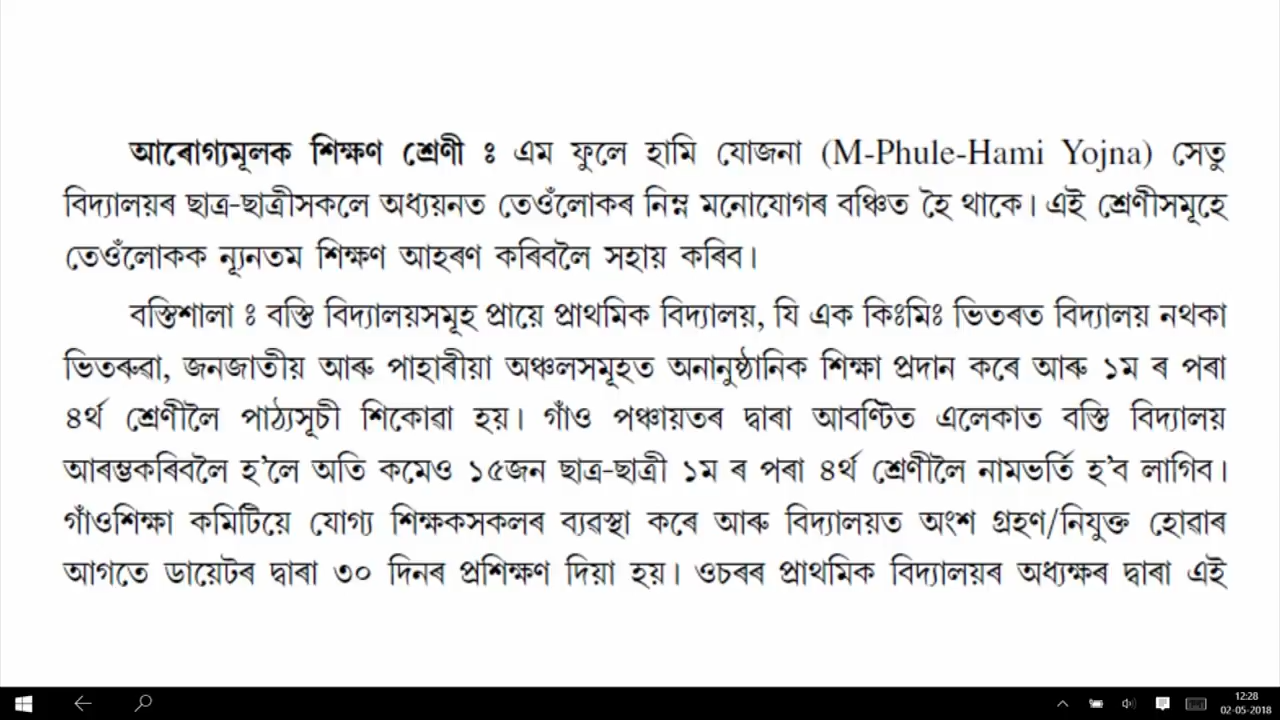 আৰোগ্যমূলক শিক্ষণ শ্ৰেণী ঃ এম ফুলে হামি যোজনা (M-Phule-Hami Yojna) সেতু
বিদ্যালয়ৰ ছাত্ৰ-ছাত্ৰীসকলে অধ্যয়নত তেওঁলোকৰ নিম্ন মনোযোগৰ বঞ্চিত হৈ থাকে। এই শ্ৰেণীসমূহে
তেওঁলোকক ন্যূনতম শিক্ষণ আহৰণ কৰিবলৈ সহায় কৰিব।
বস্তিশালা ঃ বস্তি বিদ্যালয়সমূহ প্ৰায়ে প্ৰাথমিক বিদ্যালয়, যি এক কিঃমিঃ ভিতৰত বিদ্যালয় নথকা
ভিতৰুৱা, জনজাতীয় আৰু পাহাৰীয়া অঞ্চলসমূহত অনানুষ্ঠানিক শিক্ষা প্ৰদান কৰে আৰু ১ম ৰ পৰা
৪ৰ্থ শ্ৰেণীলৈ পাঠ্যসূচী শিকোৱা হয়। গাঁও পঞ্চায়তৰ দ্বাৰা আবণ্টিত এলেকাত বস্তি বিদ্যালয়
আৰম্ভকৰিবলৈ হ’লে অতি কমেও ১৫জন ছাত্ৰ-ছাত্ৰী ১ম ৰ পৰা ৪ৰ্থ শ্ৰেণীলৈ নামভৰ্তি হ’ব লাগিব।
গাঁওশিক্ষা কমিটিয়ে যোগ্য শিক্ষকসকলৰ ব্যৱস্থা কৰে আৰু বিদ্যালয়ত অংশ গ্ৰহণ/নিযুক্ত হোৱাৰ
আগতে ডায়েটৰ দ্বাৰা ৩০ দিনৰ প্ৰশিক্ষণ দিয়া হয়। ওচৰৰ প্ৰাথমিক বিদ্যালয়ৰ অধ্যক্ষৰ দ্বাৰা এই
12:28
02-05-2018